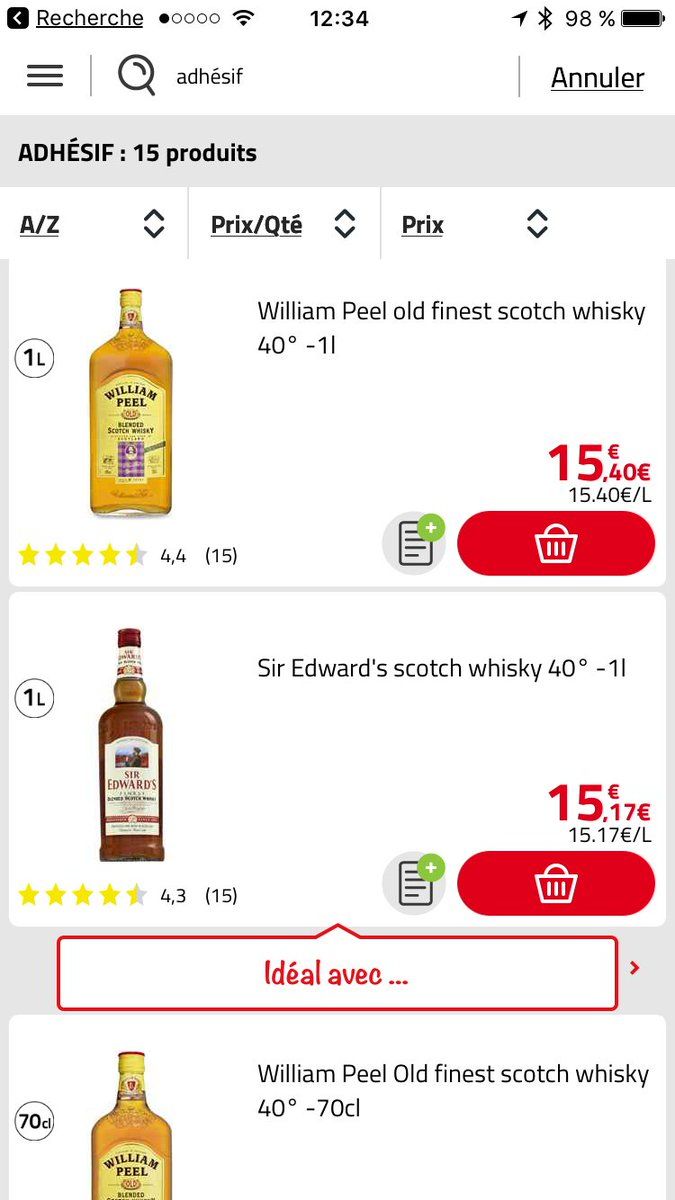 Recherche 12:34 98 %
adhésif Annuler
ADHÉSIF : 15 produits
A/Z Prix/Qté Prix
William Peel old finest scotch whisky
40° -1l
1L
WILLIAM
PEEL
OLD
BLENDED
SCOTCH WHISKY
15,40€
15.40€/L
4,4 (15)
Sir Edward's scotch whisky 40° -1l
1L
SIR
EDWARD'S
FINEST
BLENDED SCOTCH WHISKY
15,17€
15.17€/L
4,3 (15)
Idéal avec ...
William Peel Old finest scotch whisky
40° -70cl
70cl
WILLIAM
PEEL
OLD
BLENDED